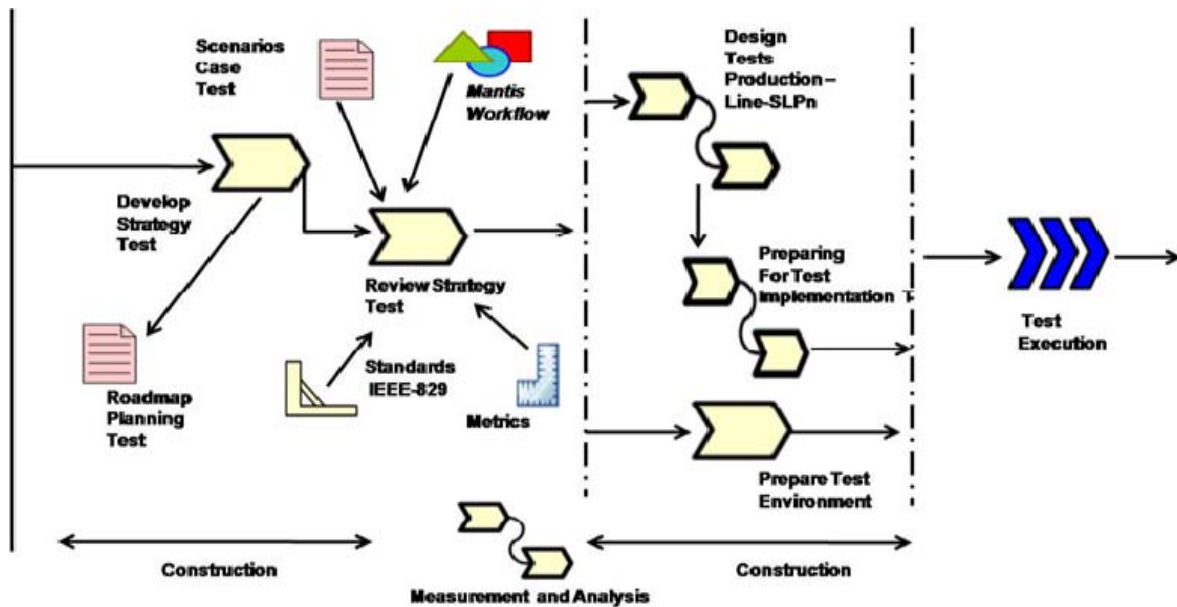 Scenarios
Case
Test
Mantis
Workflow
Design
Tests
Production –
Line-SLPn
Develop
Strategy
Test
Review Strategy
Test
Preparing
For Test
Implementation T
Test
Execution
Roadmap
Planning
Test
Standards
IEEE-829
Metrics
Prepare Test
Environment
Construction
Measurement and Analysis
Construction